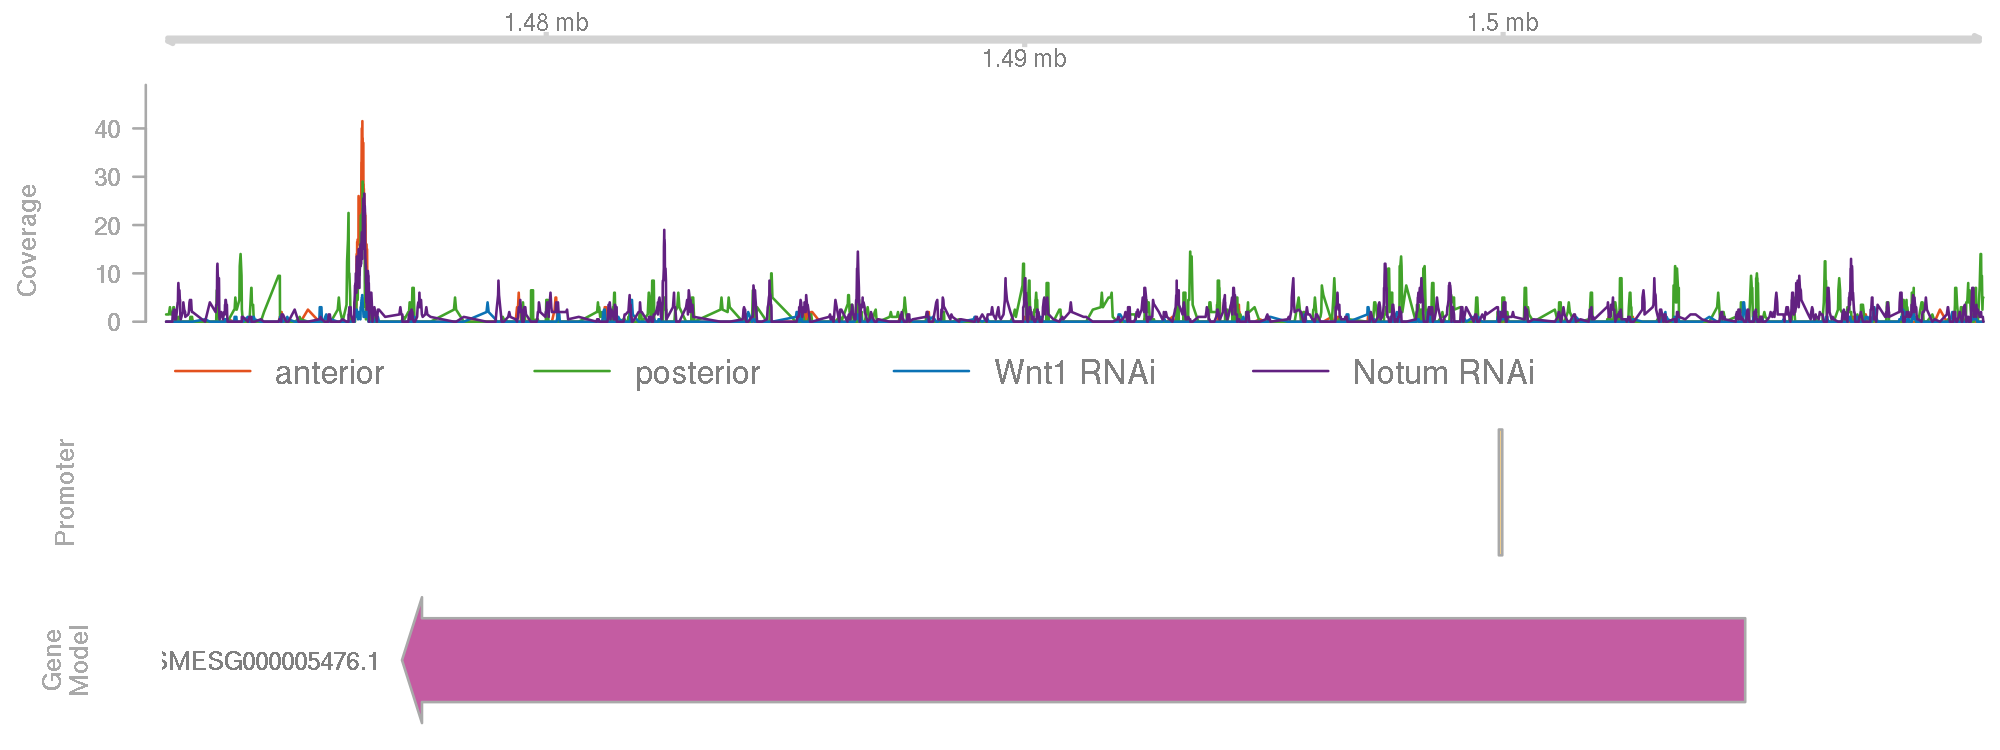 1.48 mb
1.5 mb
1.49 mb
Coverage
40
30
20
10
0
anterior
posterior
Wnt1 RNAi
Notum RNAi
Promoter
Gene
Model
SMESG000005476.1